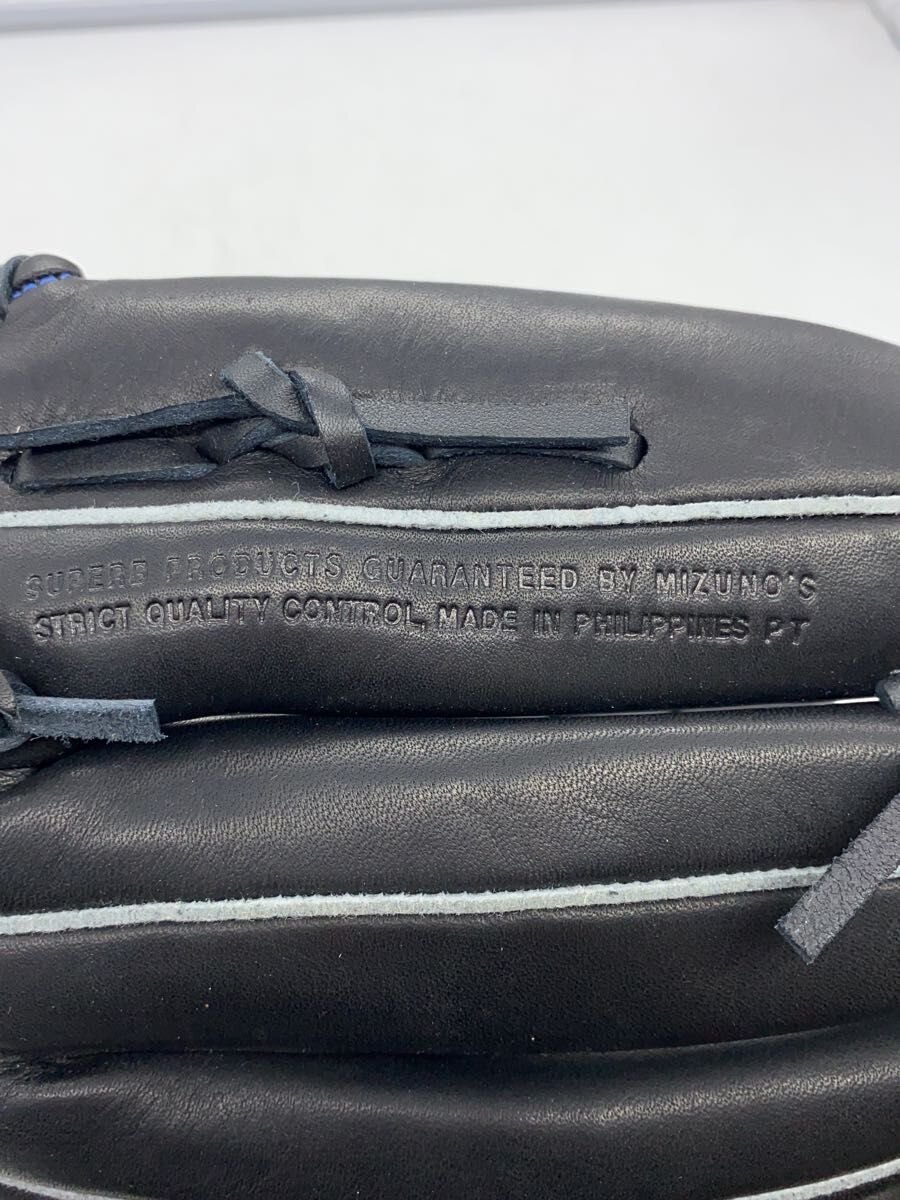 SUPERB PRODUCTS GUARANTEED BY MIZUNO'S
STRICT QUALITY CONTROL, MADE IN PHILIPPINES P.T